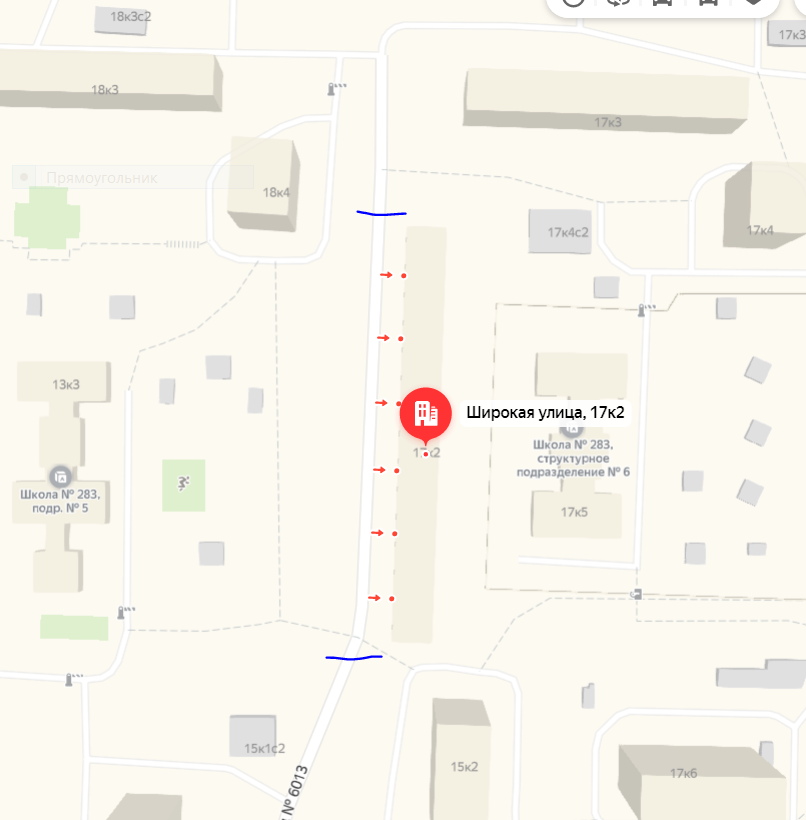 18к3с2
17к3
18к3
17к3
Прямоугольник
18к4
17к4с2
17к4
13к3
Широкая улица, 17к2
17к2
Школа № 283,
структурное
подразделение № 6
Школа № 283,
подр. № 5
17к5
15к1с2
15к2
17к6
№ 6013